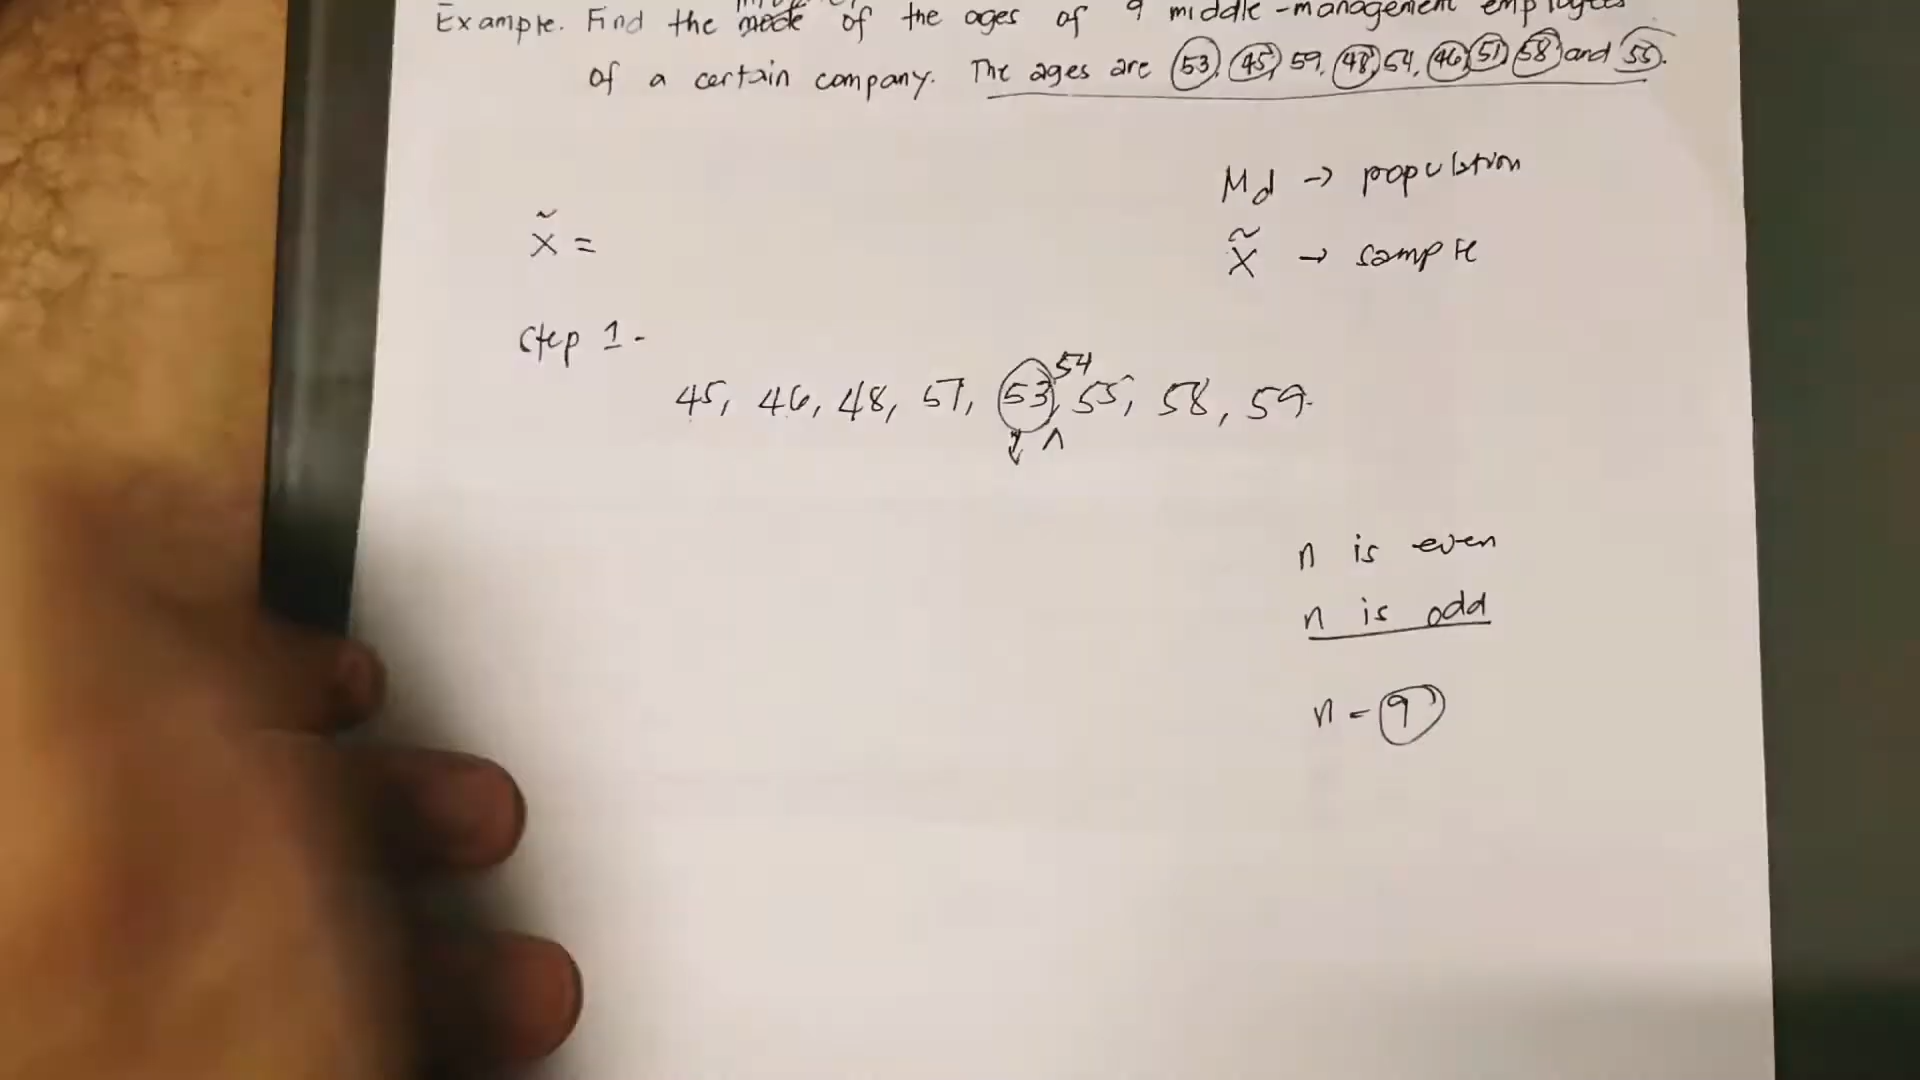 Example. Find the mode of the ages of 9 middle-management employees
of a certain company. The ages are 53, 45, 59, 48, 54, 46, 51, 58 and 55.
Md → population
x̃ =
x̃ → sample
Step 1-
54
45, 46, 48, 51, 53, 55, 58, 59.
n is even
n is odd
n = 9